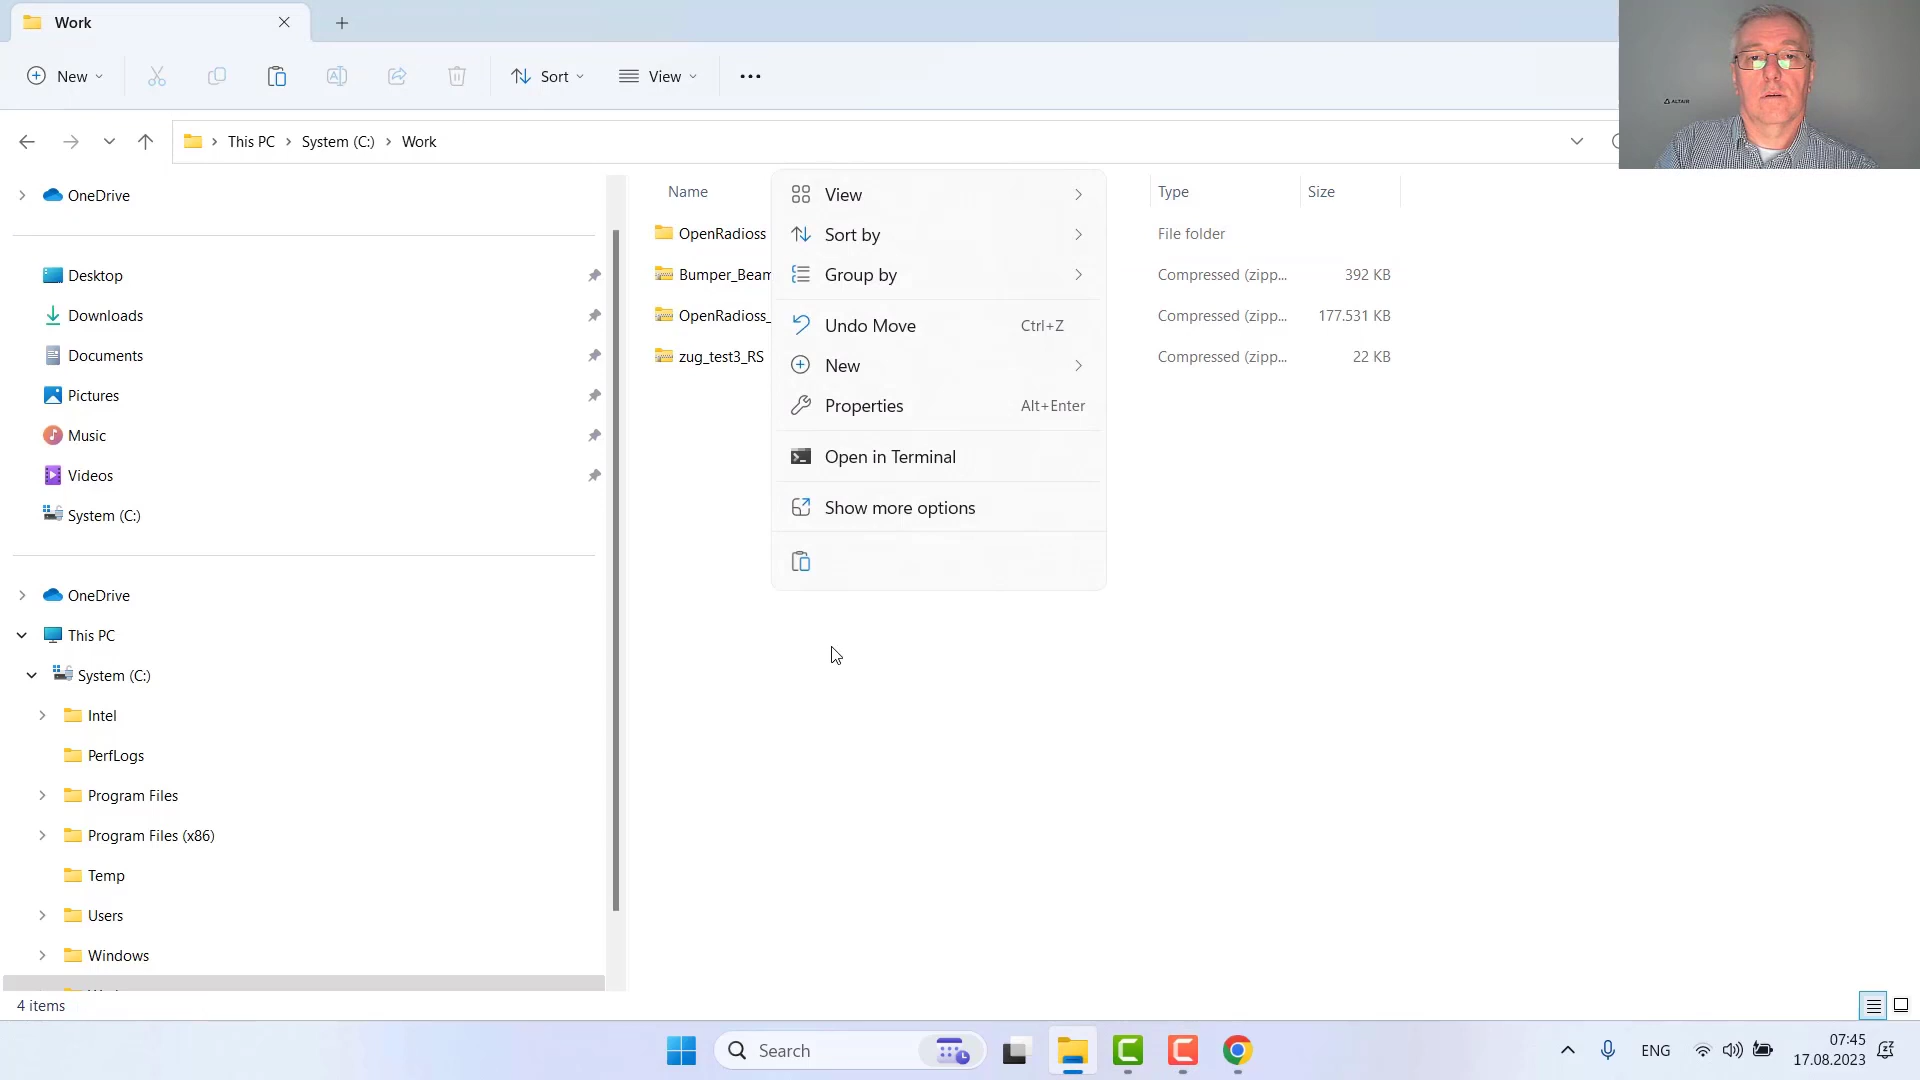 Work
New
Sort
View
This PC
System (C:)
Work
ALTAIR
OneDrive
Desktop
Downloads
Documents
Pictures
Music
Videos
System (C:)
OneDrive
This PC
System (C:)
Intel
PerfLogs
Program Files
Program Files (x86)
Temp
Users
Windows
Name
Type
Size
OpenRadioss
File folder
Bumper_Beam
Compressed (zipp...
392 KB
OpenRadioss_
Compressed (zipp...
177.531 KB
zug_test3_RS
Compressed (zipp...
22 KB
View
Sort by
Group by
Undo Move
Ctrl+Z
New
Properties
Alt+Enter
Open in Terminal
Show more options
4 items
Search
ENG
07:45
17.08.2023